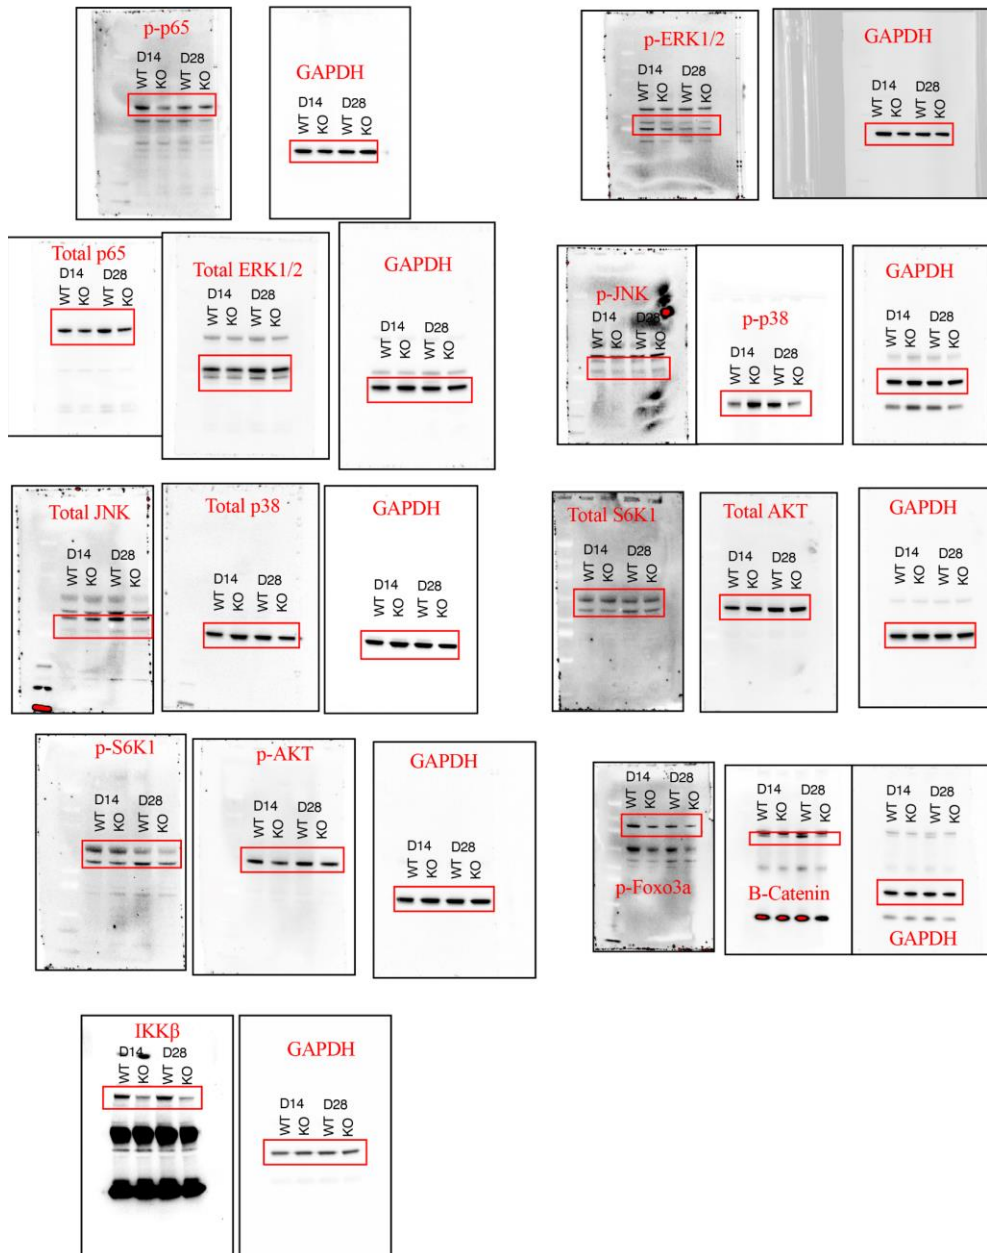 p-p65
D14 D28
WT KO WT KO
GAPDH
D14 D28
WT KO WT KO
p-ERK1/2
D14 D28
WT KO WT KO
GAPDH
D14 D28
WT KO WT KO
Total p65
D14 D28
WT KO WT KO
Total ERK1/2
D14 D28
WT KO WT KO
GAPDH
D14 D28
WT KO WT KO
p-JNK
D14 D28
WT KO WT KO
p-p38
D14 D28
WT KO WT KO
GAPDH
D14 D28
WT KO WT KO
Total JNK
D14 D28
WT KO WT KO
Total p38
D14 D28
WT KO WT KO
GAPDH
D14 D28
WT KO WT KO
Total S6K1
D14 D28
WT KO WT KO
Total AKT
D14 D28
WT KO WT KO
GAPDH
D14 D28
WT KO WT KO
p-S6K1
D14 D28
WT KO WT KO
p-AKT
D14 D28
WT KO WT KO
GAPDH
D14 D28
WT KO WT KO
D14 D28
WT KO WT KO
p-Foxo3a
D14 D28
WT KO WT KO
B-Catenin
D14 D28
WT KO WT KO
GAPDH
IKKβ
D14 D28
WT KO WT KO
GAPDH
D14 D28
WT KO WT KO